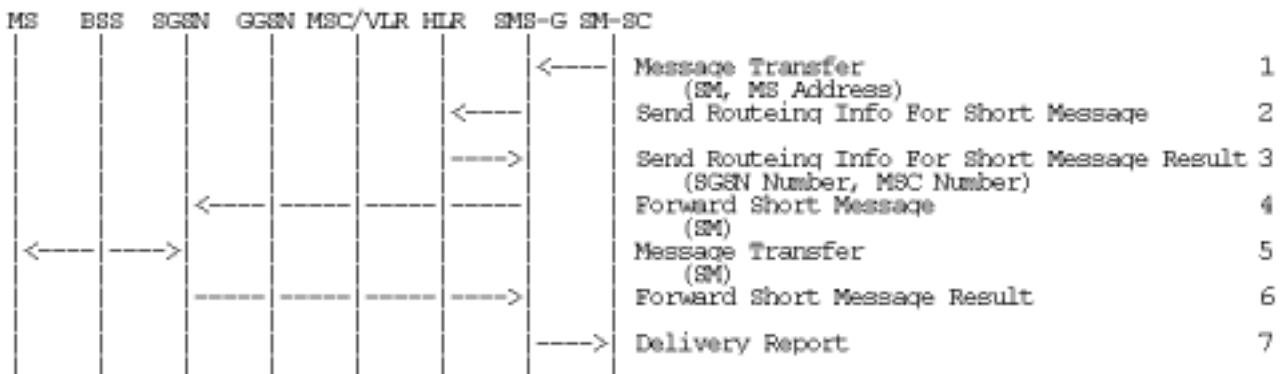 MS BSS SGSN GGSN MSC/VLR HLR SMS-G SM-SC
Message Transfer 1
(SM, MS Address)
Send Routeing Info For Short Message 2
Send Routeing Info For Short Message Result 3
(SGSN Number, MSC Number)
Forward Short Message 4
(SM)
Message Transfer 5
(SM)
Forward Short Message Result 6
Delivery Report 7